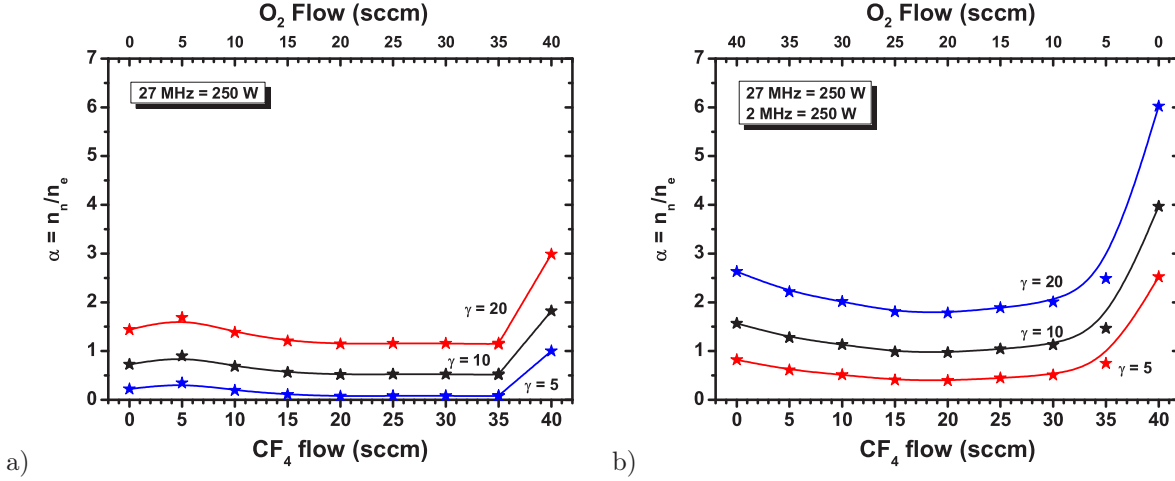 O2 Flow (sccm)
0 5 10 15 20 25 30 35 40
27 MHz = 250 W
7
6
5
4
3
2
1
0
α = nn/ne
γ = 20
γ = 10
γ = 5
0 5 10 15 20 25 30 35 40
CF4 flow (sccm)
a)
O2 Flow (sccm)
40 35 30 25 20 15 10 5 0
27 MHz = 250 W
2 MHz = 250 W
7
6
5
4
3
2
1
0
α = nn/ne
γ = 20
γ = 10
γ = 5
0 5 10 15 20 25 30 35 40
CF4 flow (sccm)
b)